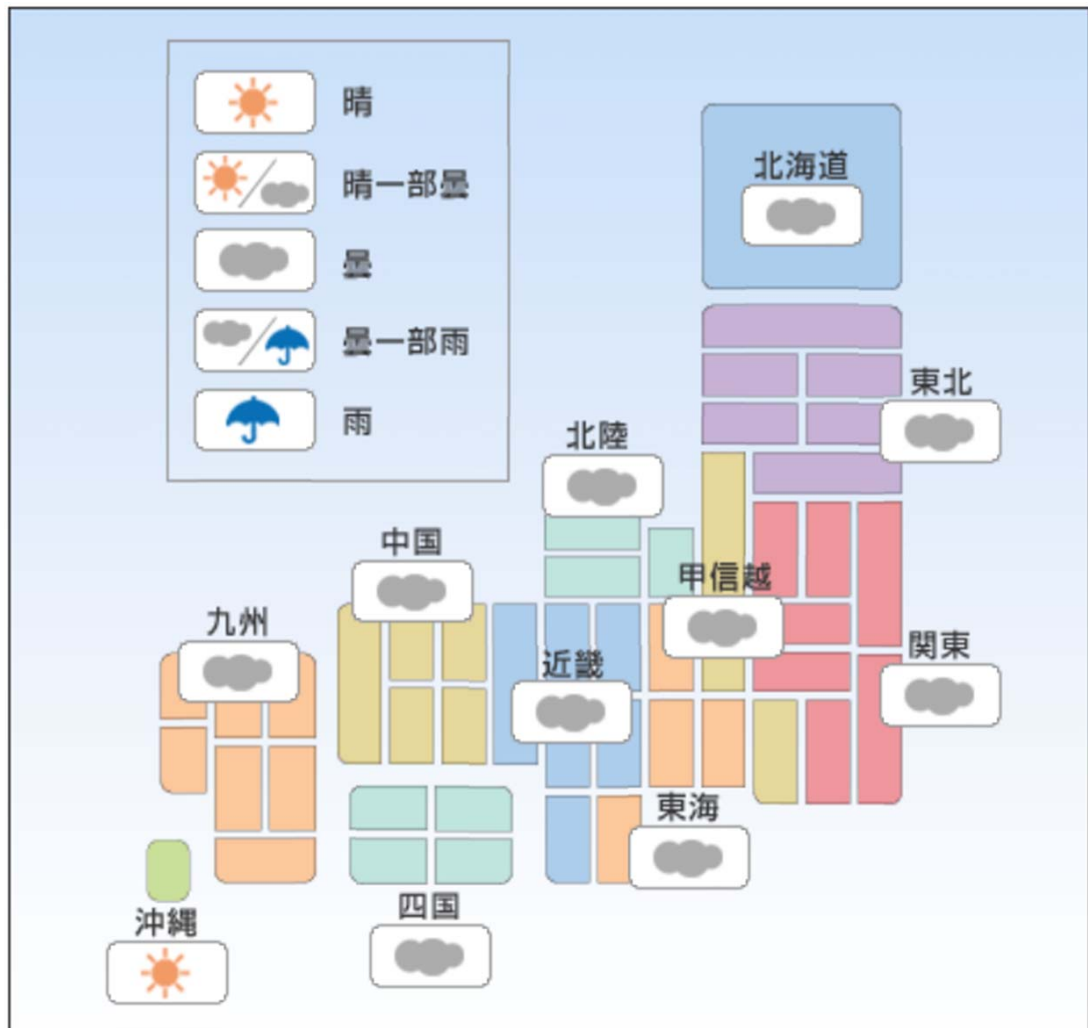 晴
晴一部曇
曇
曇一部雨
雨
北海道
東北
北陸
中国
甲信越
九州
関東
近畿
東海
四国
沖縄